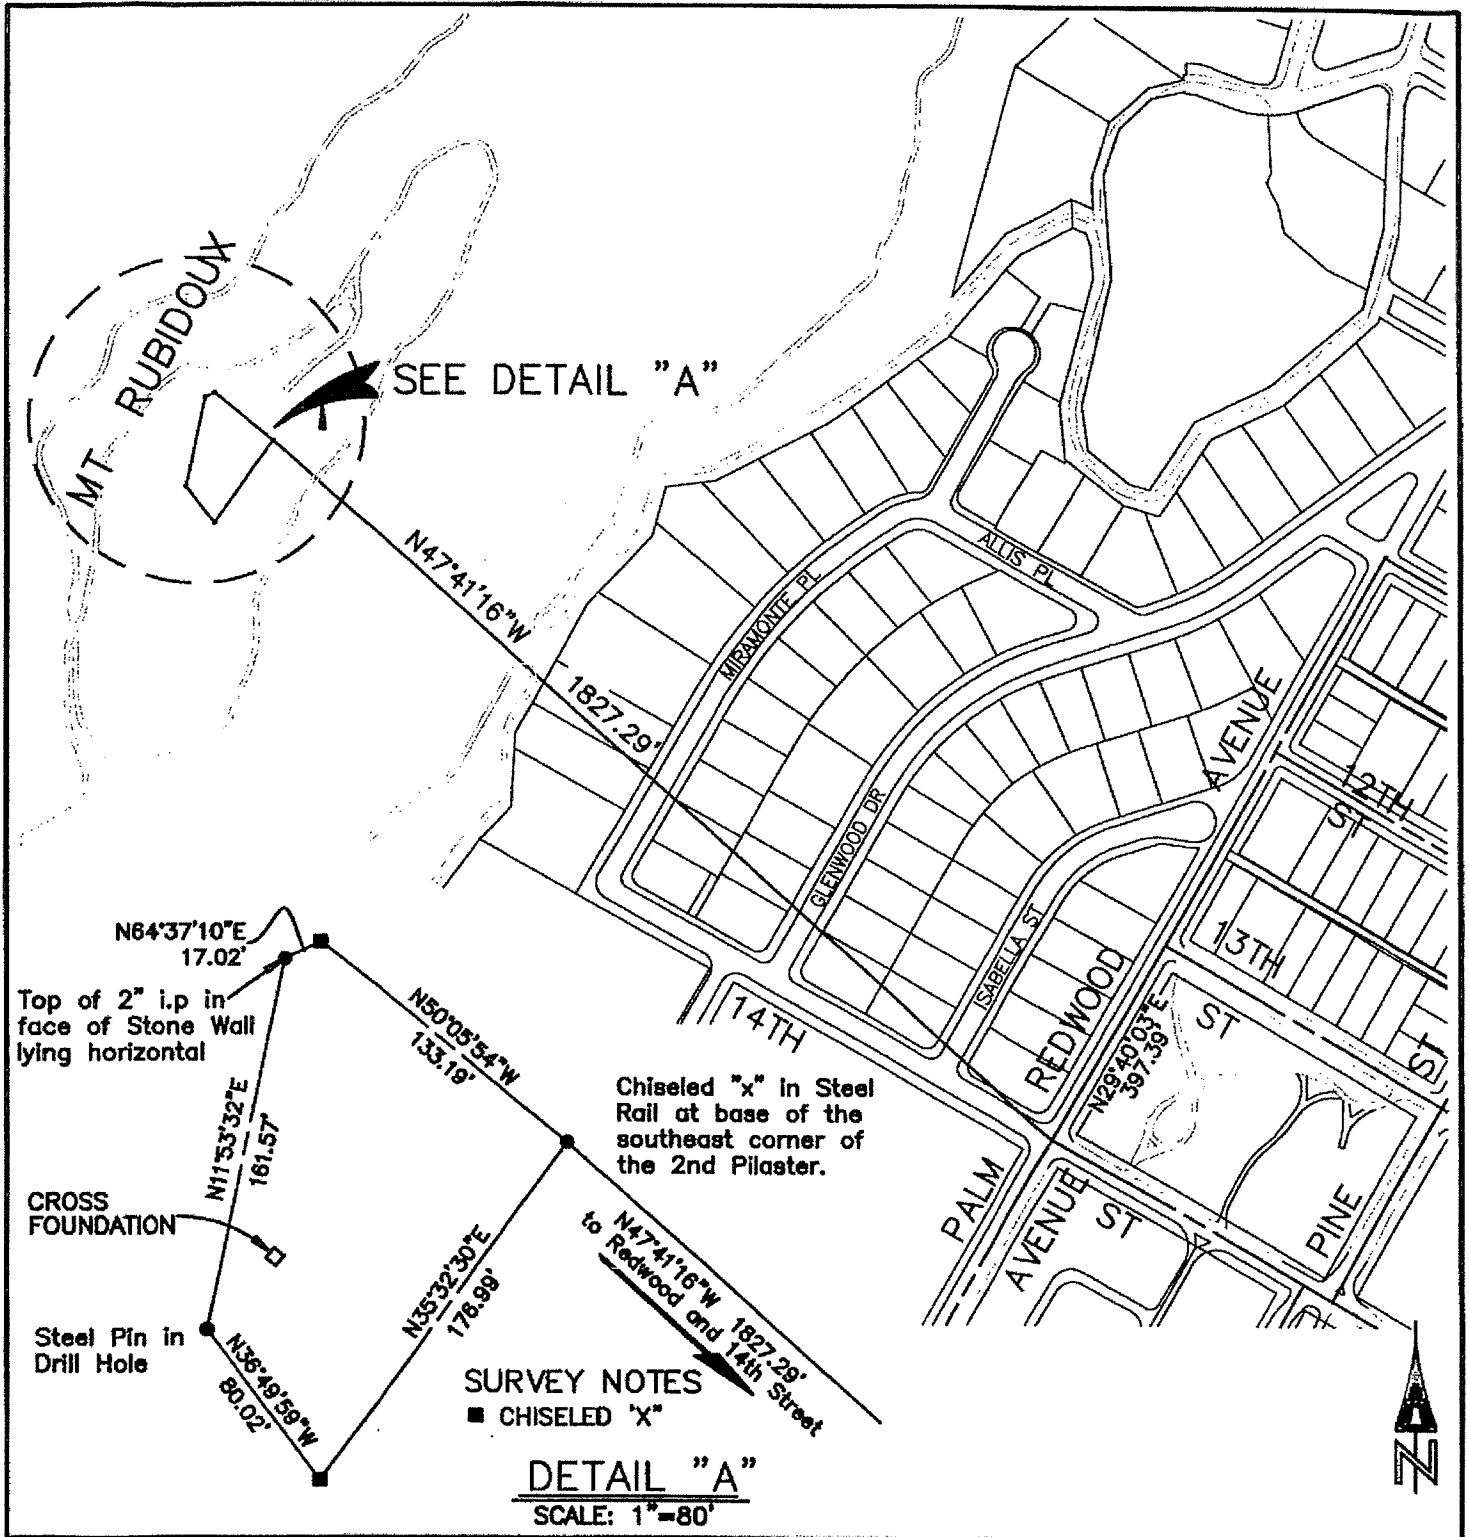 MT RUBIDOUX
SEE DETAIL "A"
N47°41'16"W
1827.29'
MIRAMONTE PL
ALLIS PL
GLENWOOD DR
ISABELLA ST
REDWOOD AVENUE
12TH ST
13TH ST
14TH ST
N29°40'03"E
397.39'
PALM AVENUE
PINE ST
N64°37'10"E
17.02'
Top of 2" i.p in
face of Stone Wall
lying horizontal
N50°05'54"W
133.19'
N11°53'32"E
161.57'
Chiseled "x" in Steel
Rail at base of the
southeast corner of
the 2nd Pilaster.
CROSS
FOUNDATION
N35°32'30"E
176.99'
N47°41'16"W 1827.29'
to Redwood and 14th Street
Steel Pin in
Drill Hole
N36°49'59"W
80.02'
SURVEY NOTES
■ CHISELED "X"
DETAIL "A"
SCALE: 1"=80'
N